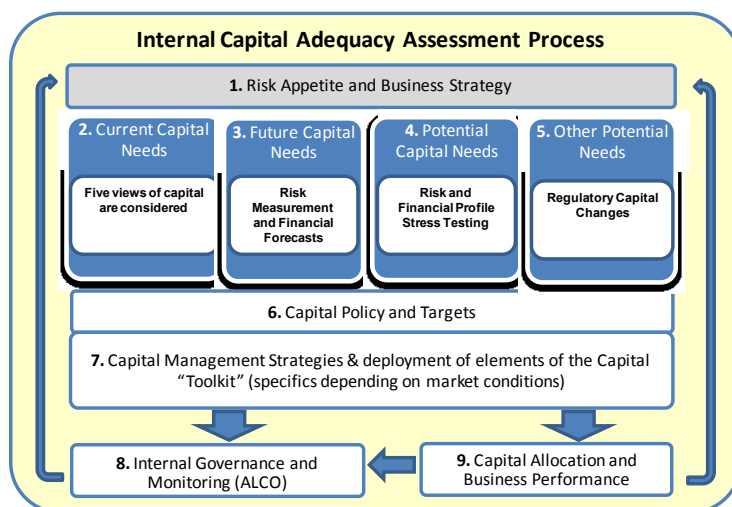 Internal Capital Adequacy Assessment Process
1. Risk Appetite and Business Strategy
2. Current Capital
Needs
Five views of capital
are considered
3. Future Capital
Needs
Risk
Measurement
and Financial
Forecasts
4. Potential
Capital Needs
Risk and
Financial Profile
Stress Testing
5. Other Potential
Needs
Regulatory Capital
Changes
6. Capital Policy and Targets
7. Capital Management Strategies & deployment of elements of the Capital
“Toolkit” (specifics depending on market conditions)
8. Internal Governance and
Monitoring (ALCO)
9. Capital Allocation and
Business Performance